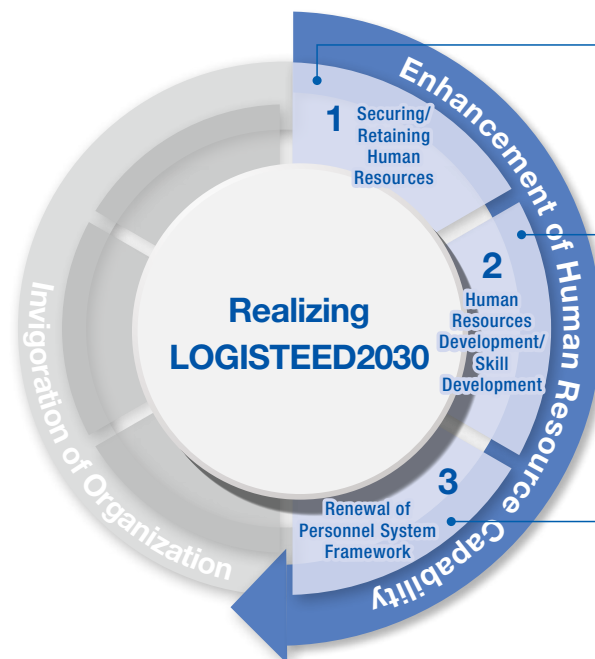 Enhancement of Human Resource Capability
1
Securing/
Retaining
Human
Resources
2
Human
Resources
Development/
Skill
Development
3
Renewal of
Personnel System
Framework
Realizing
LOGISTEED2030
Invigoration of Organization